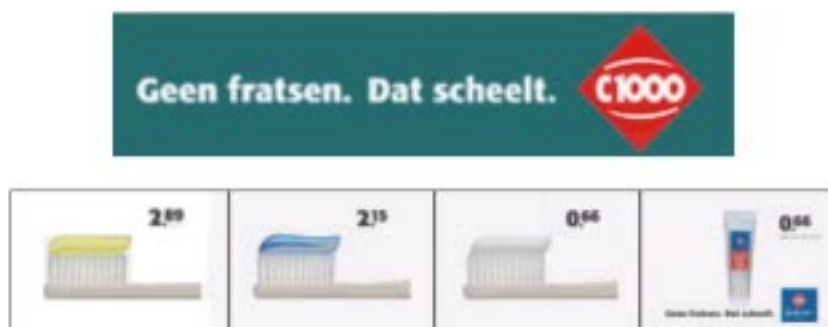 Geen fratsen. Dat scheelt. C1000
2,89
2,15
0,66
0,66
Geen fratsen. Dat scheelt.